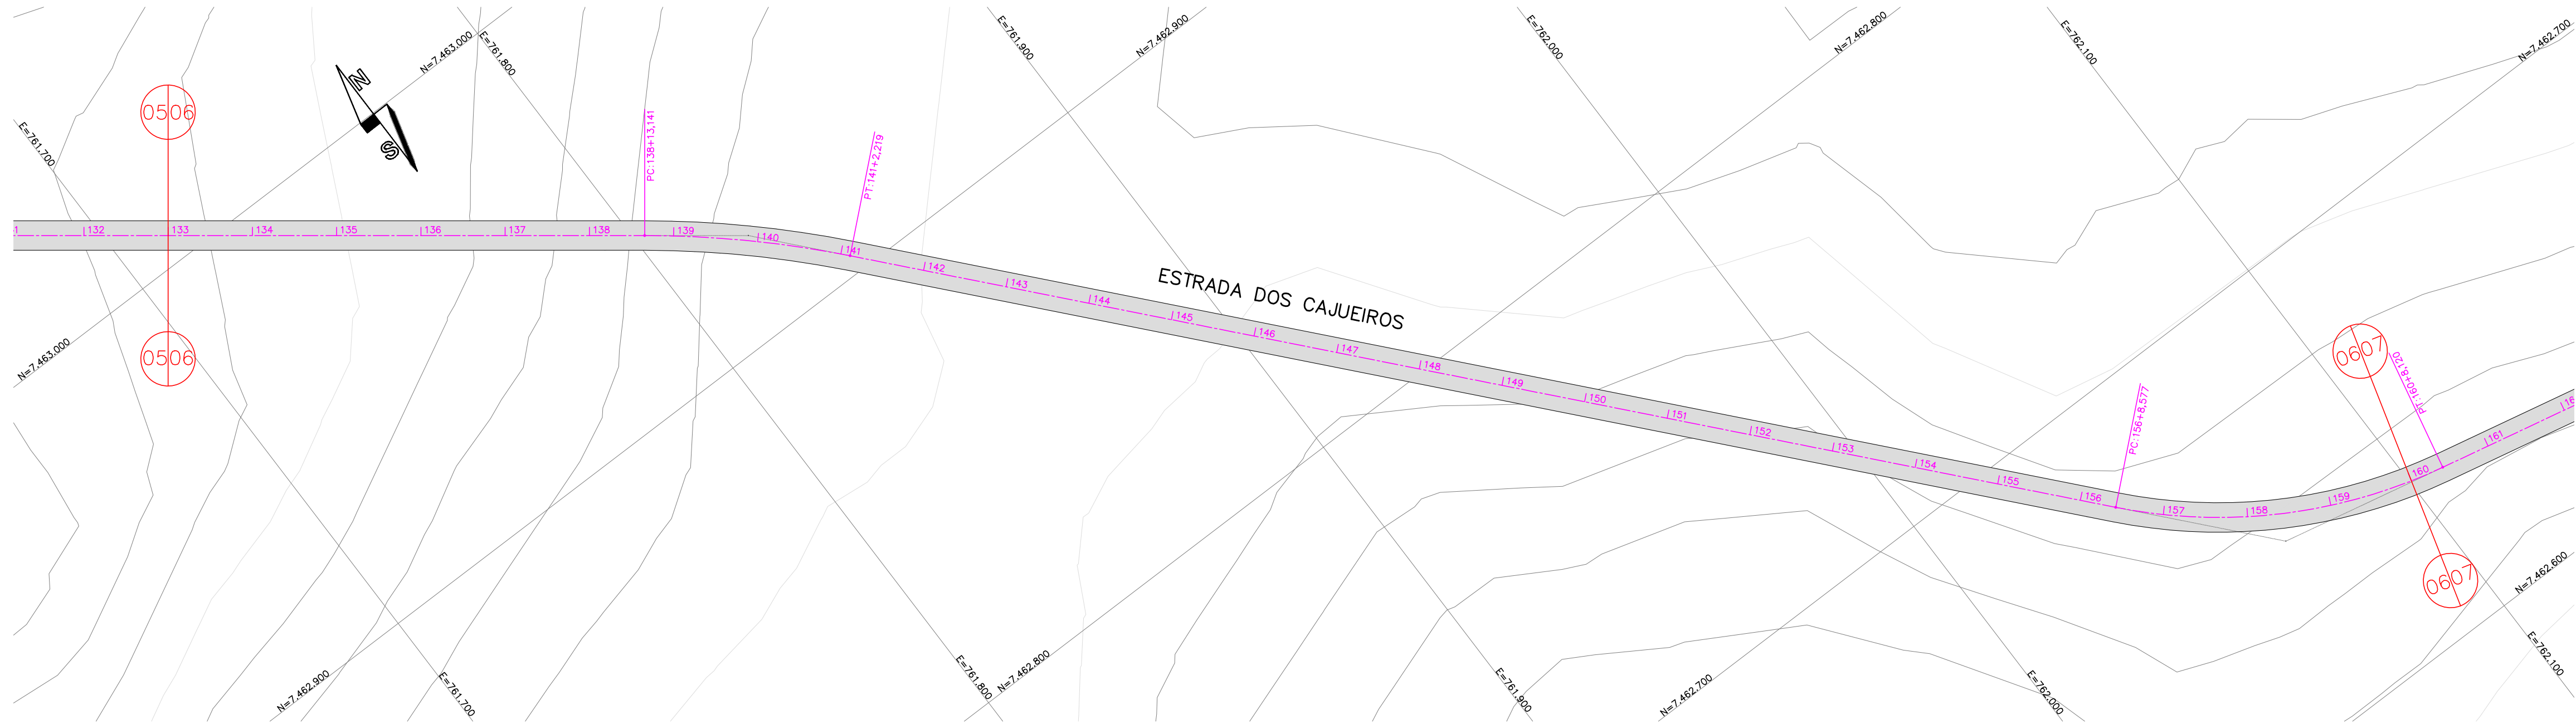 E=761,700
N=7.463,000
E=761,800
E=761,900
N=7.462,900
E=762,000
N=7.462,800
E=762,100
N=7.462,700
N
S
0506
0506
PC:138+13,141
PT:141+2,219
132
133
134
135
136
137
138
139
140
141
142
143
144
145
146
147
148
149
150
151
152
153
154
155
156
157
158
159
160
161
ESTRADA DOS CAJUEIROS
PC:156+8,577
0607
PT:160+8,120
0607
N=7.463,000
N=7.462,900
E=761,700
E=761,800
N=7.462,800
E=761,900
N=7.462,700
E=762,000
N=7.462,600
E=762,100